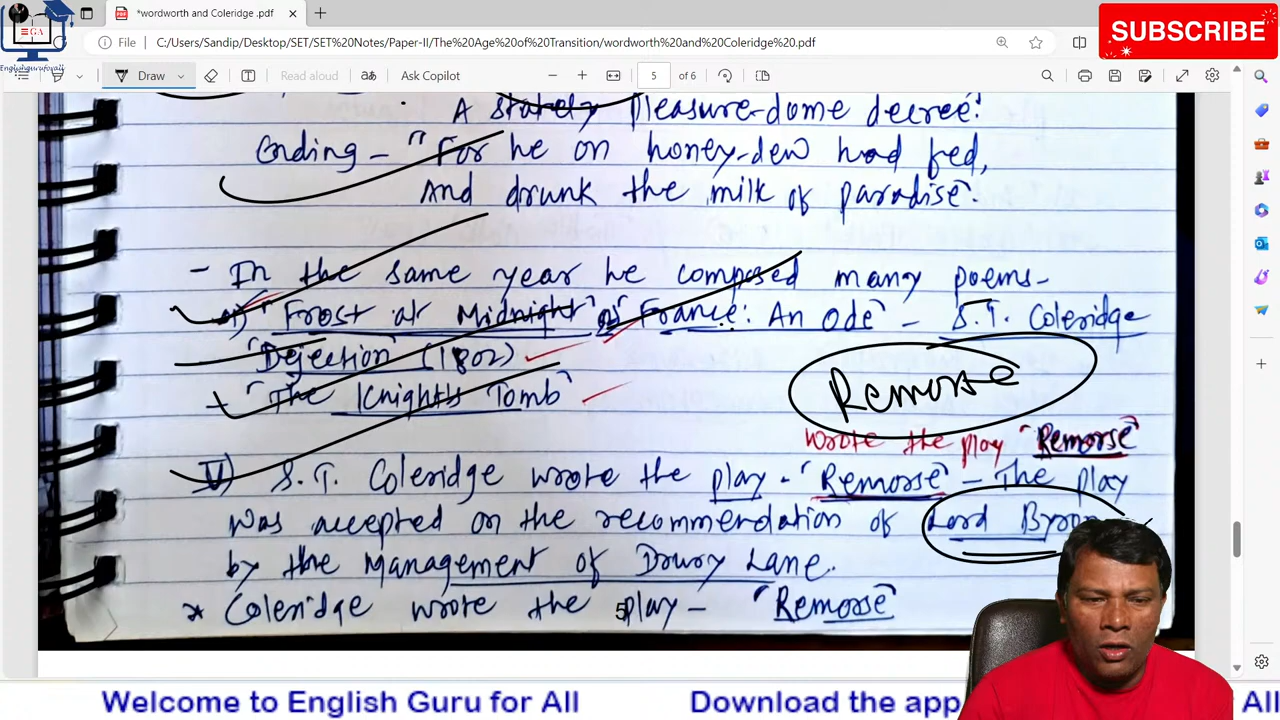 *wordworth and Coleridge .pdf
SUBSCRIBE
EGA
Englishguruforall
File
C:/Users/Sandip/Desktop/SET/SET%20Notes/Paper-II/The%20Age%20of%20Transition/wordworth%20and%20Coleridge%20.pdf
Draw
Read aloud
Ask Copilot
5 of 6
A stately pleasure-dome decree!
Ending - "For he on honey-dew had fed,
And drunk the milk of paradise".
- In the same year he composed many poems-
"Frost at Midnight" "France: An Ode" - S.T. Coleridge
"Dejection" (1802)
"The Knight's Tomb"
Remorse
Wrote the play "Remorse"
V) S.T. Coleridge wrote the play - "Remorse" - The play
was accepted on the recommendation of Lord Byron
by the management of Drury Lane.
* Coleridge wrote the play - "Remorse"
5
Welcome to English Guru for All
Download the app
All